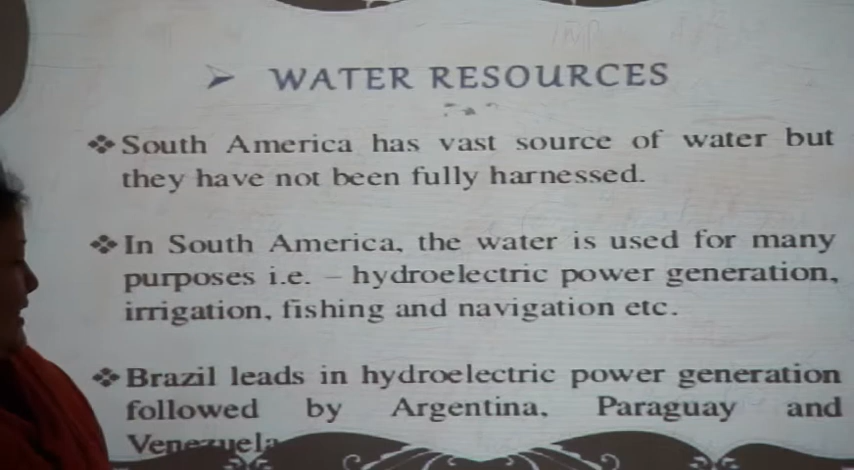 WATER RESOURCES
South America has vast source of water but
they have not been fully harnessed.
In South America, the water is used for many
purposes i.e. – hydroelectric power generation,
irrigation, fishing and navigation etc.
Brazil leads in hydroelectric power generation
followed by Argentina, Paraguay and
Venezuela